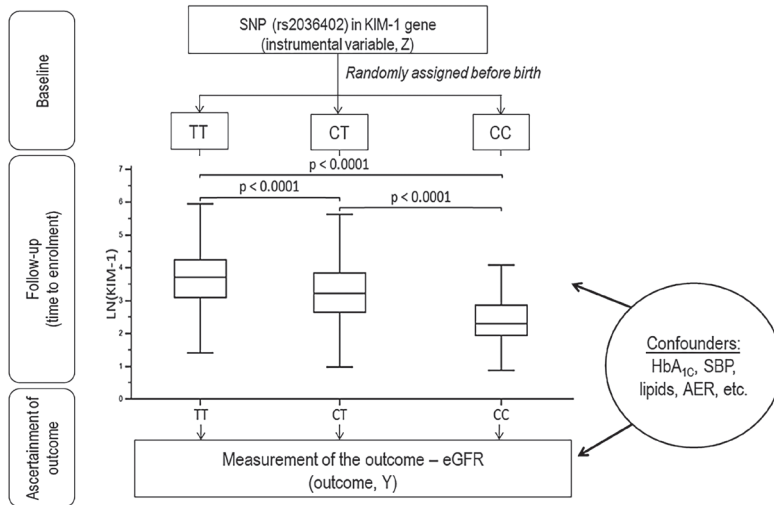 SNP (rs2036402) in KIM-1 gene
(instrumental variable, Z)
Randomly assigned before birth
Baseline
TT
CT
CC
Follow-up
(time to enrolment)
LN(KIM-1)
7
6
5
4
3
2
1
0
p < 0.0001
p < 0.0001
p < 0.0001
TT
CT
CC
Confounders:
HbA1C, SBP,
lipids, AER, etc.
Ascertainment of
outcome
Measurement of the outcome – eGFR
(outcome, Y)